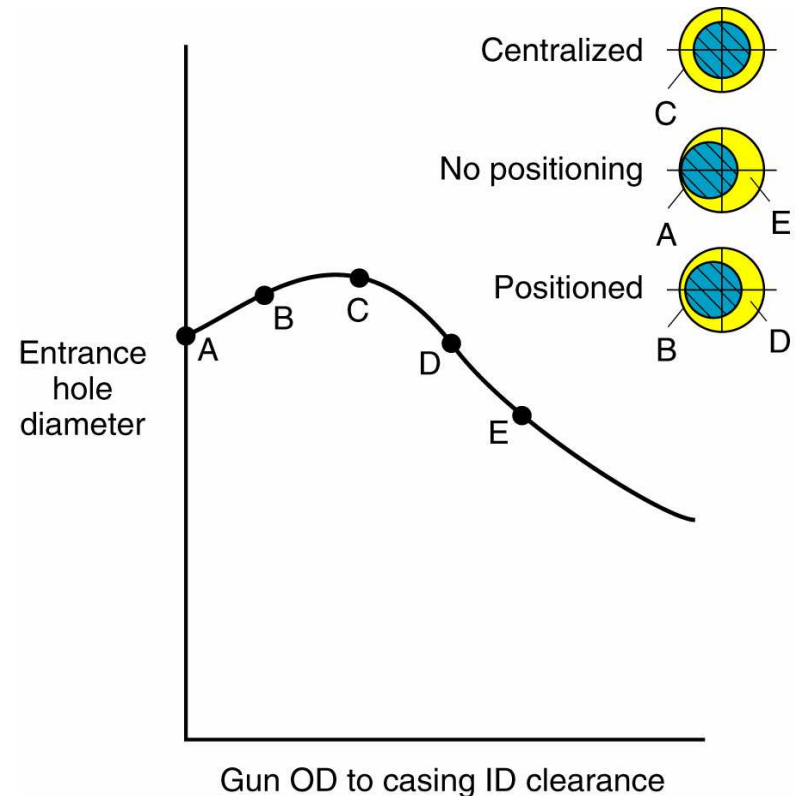 Centralized
C
No positioning
A
E
Positioned
B
D
A
B
C
D
E
Entrance
hole
diameter
Gun OD to casing ID clearance